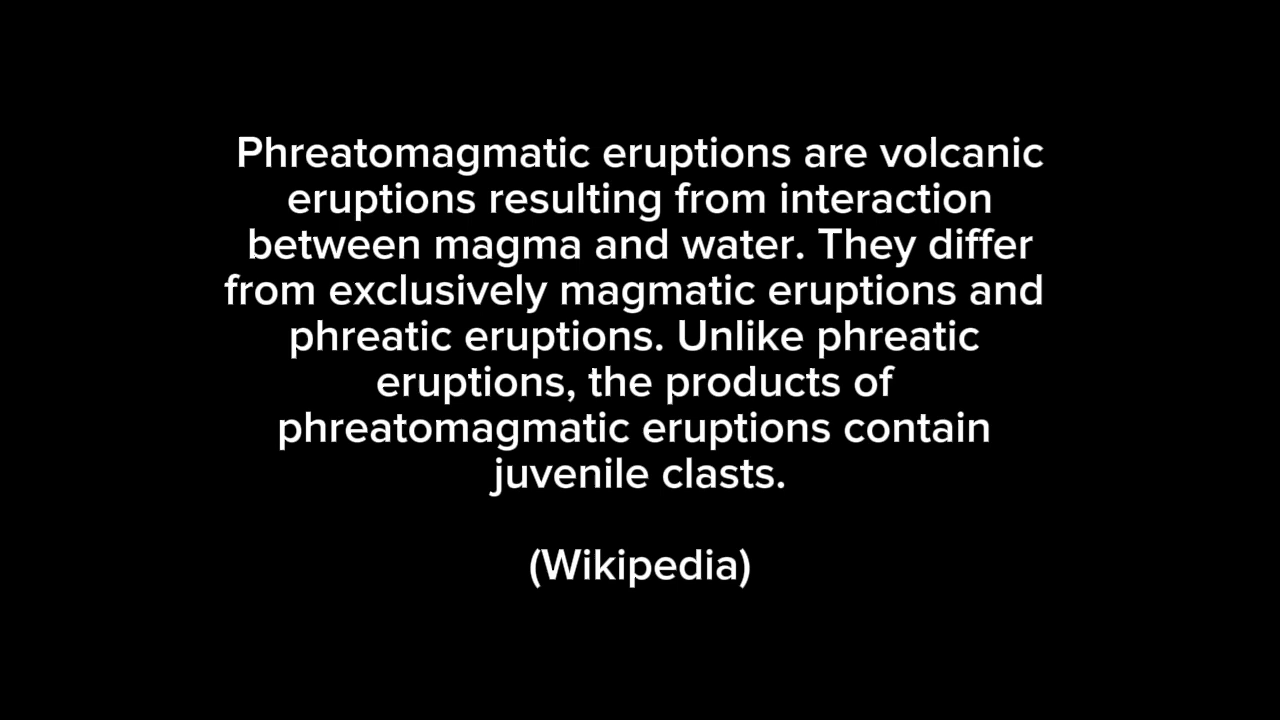 Phreatomagmatic eruptions are volcanic
eruptions resulting from interaction
between magma and water. They differ
from exclusively magmatic eruptions and
phreatic eruptions. Unlike phreatic
eruptions, the products of
phreatomagmatic eruptions contain
juvenile clasts.
(Wikipedia)